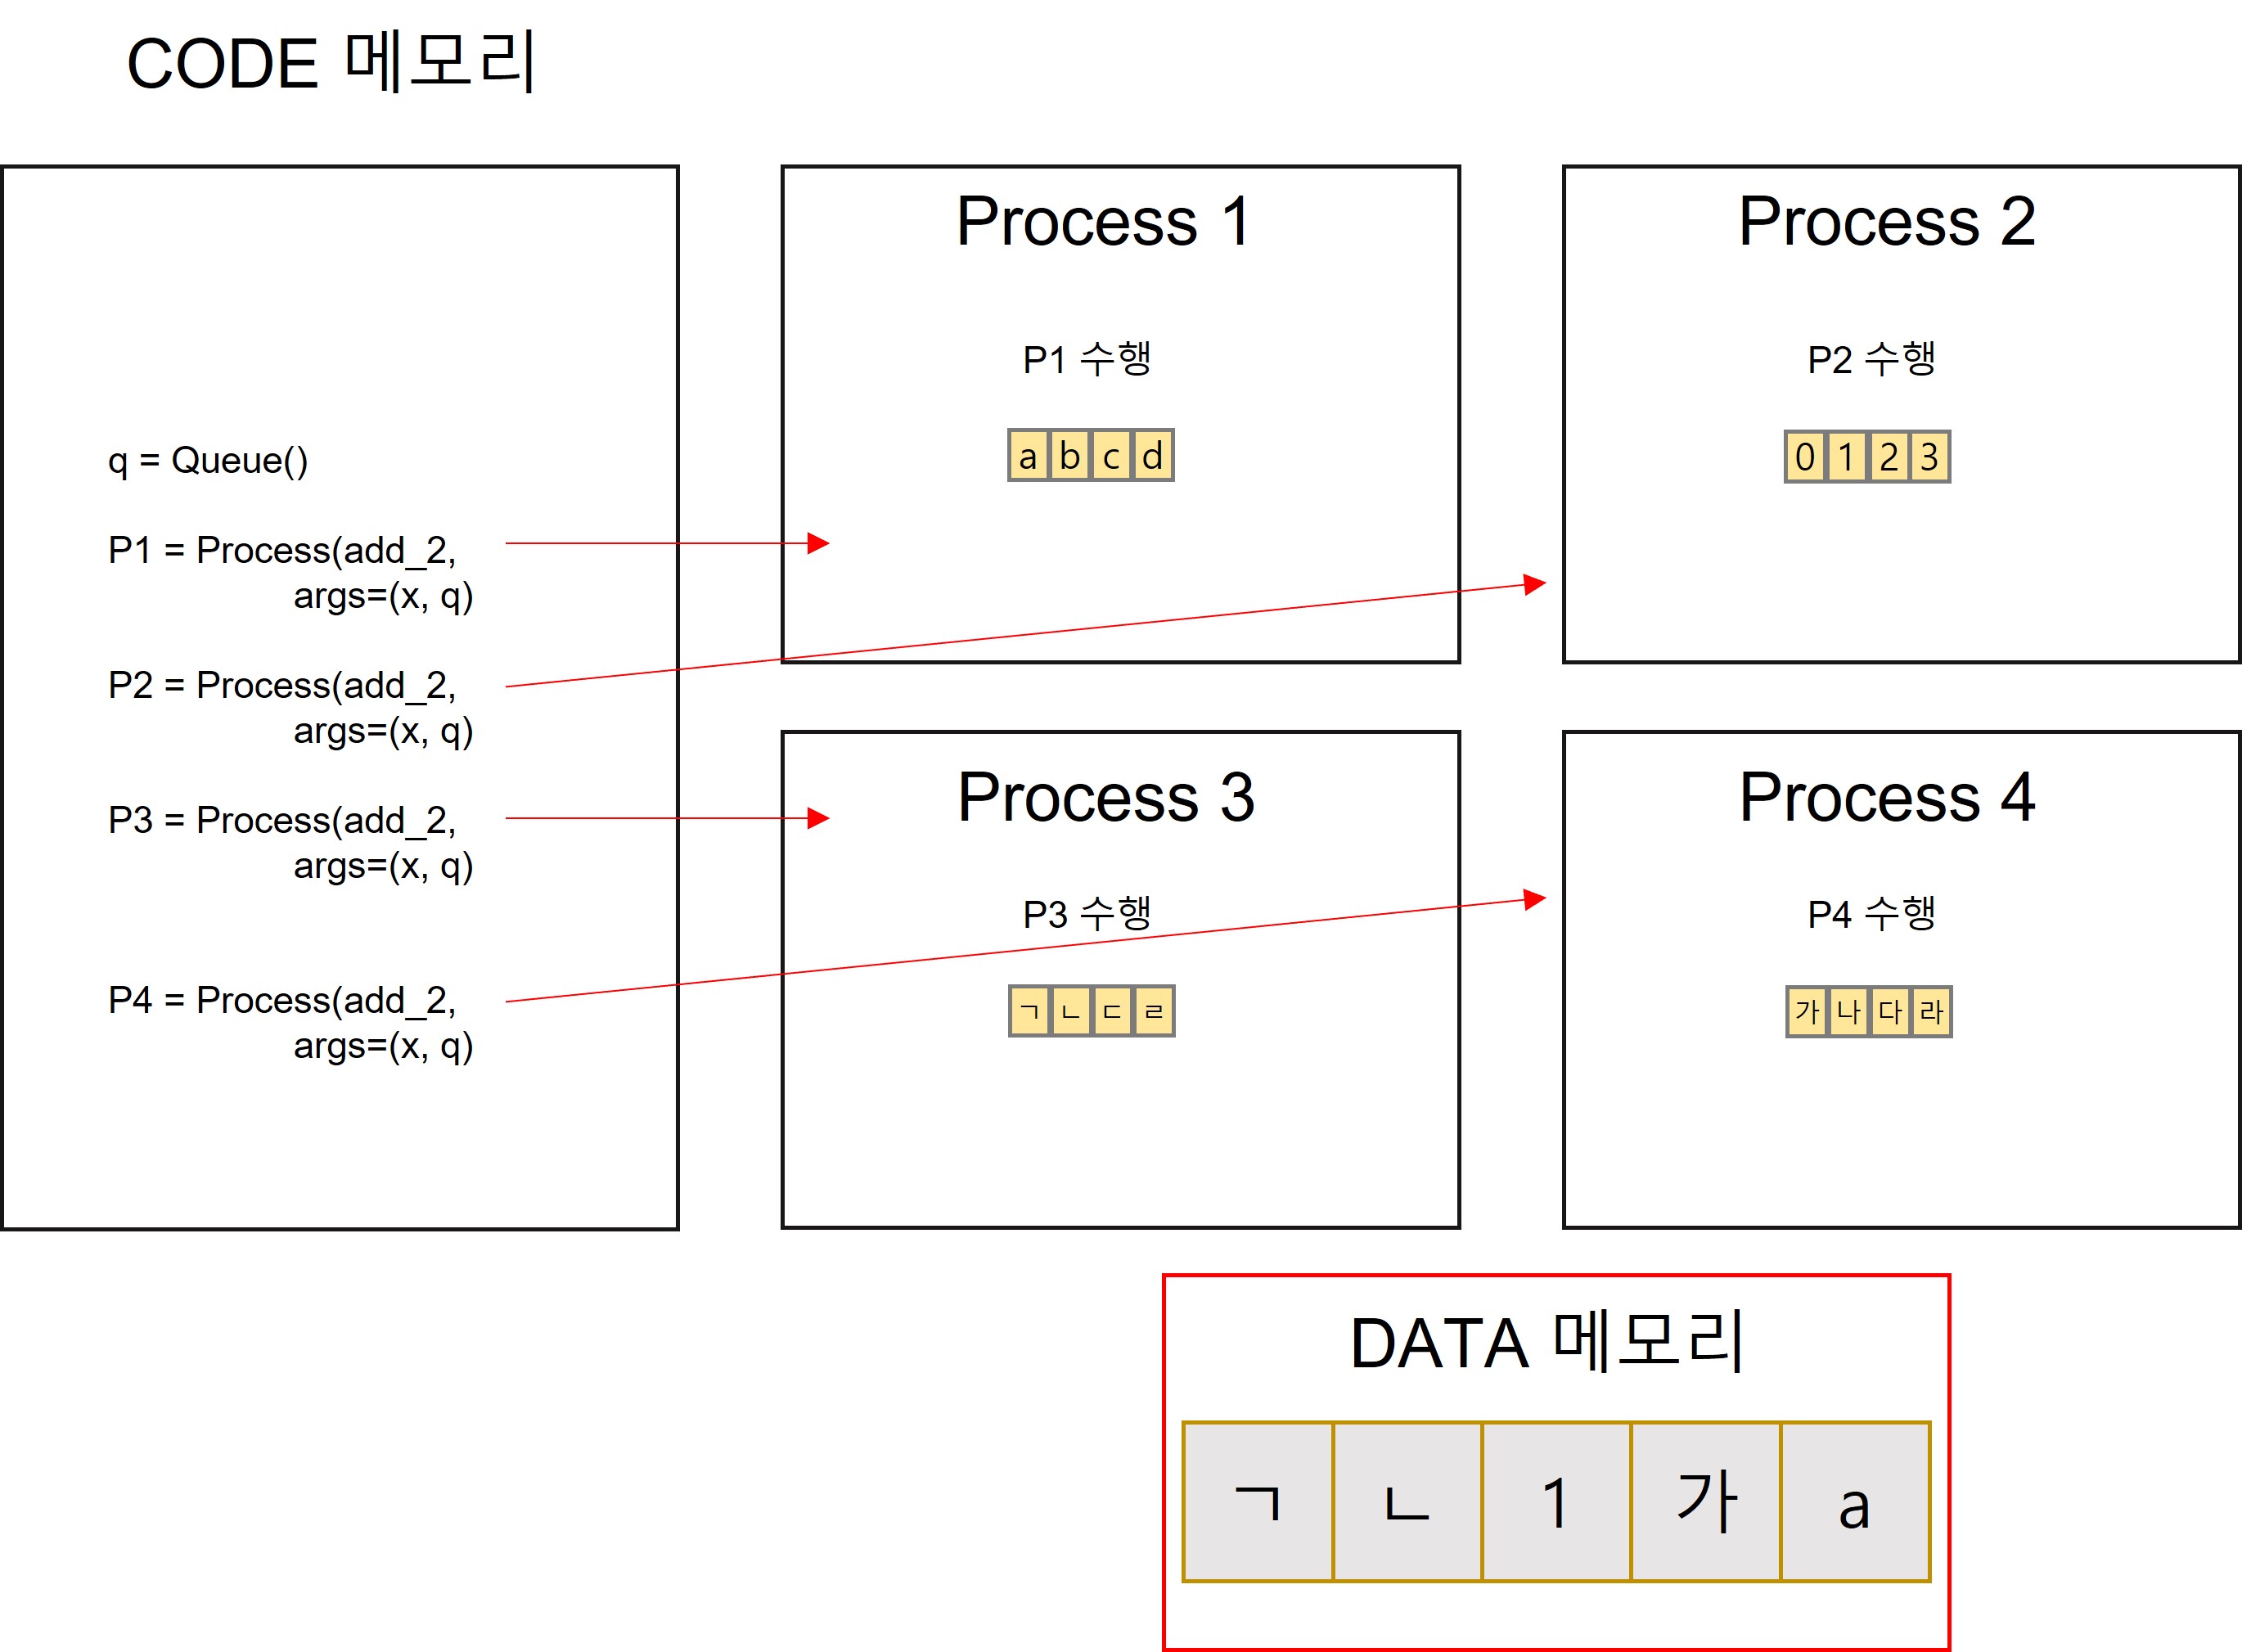 CODE 메모리
q = Queue()
P1 = Process(add_2,
args=(x, q)
P2 = Process(add_2,
args=(x, q)
P3 = Process(add_2,
args=(x, q)
P4 = Process(add_2,
args=(x, q)
Process 1
P1 수행
a b c d
Process 2
P2 수행
0 1 2 3
Process 3
P3 수행
ㄱ ㄴ ㄷ ㄹ
Process 4
P4 수행
가 나 다 라
DATA 메모리
ㄱ ㄴ 1 가 a